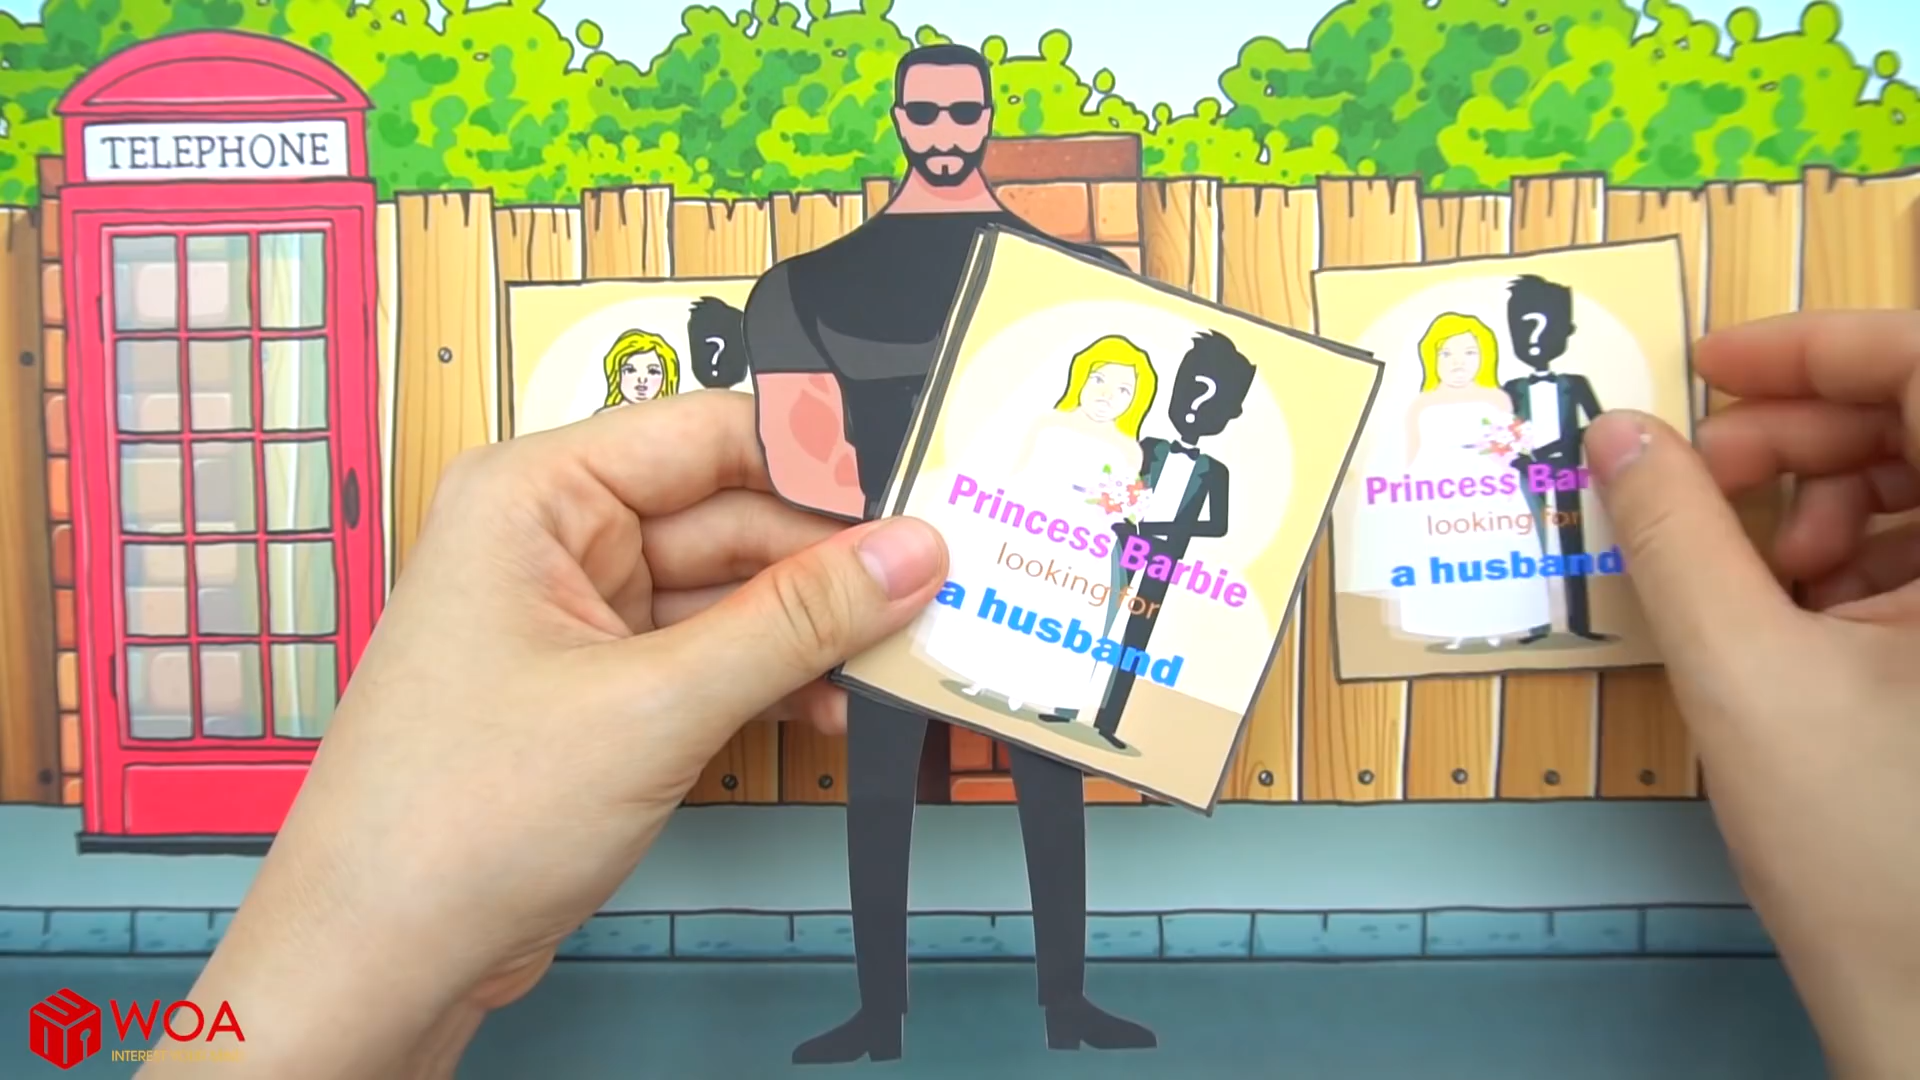 TELEPHONE
?
?
?
Princess Barbie
looking for
a husband
Princess Bar
looking for
a husband
WOA